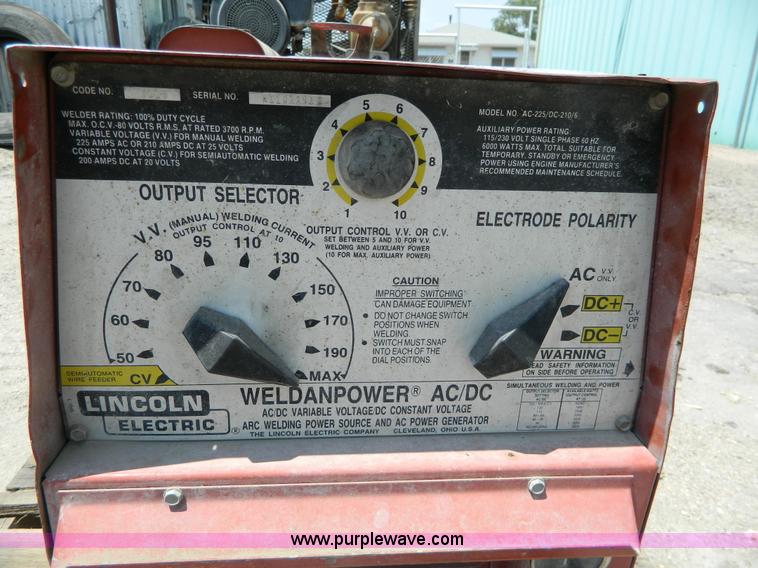 CODE NO.
SERIAL NO.
WELDER RATING: 100% DUTY CYCLE
MAX. O.C.V.-80 VOLTS R.M.S. AT RATED 3700 R.P.M.
VARIABLE VOLTAGE (V.V.) FOR MANUAL WELDING
225 AMPS AC OR 210 AMPS DC AT 25 VOLTS
CONSTANT VOLTAGE (C.V.) FOR SEMIAUTOMATIC WELDING
200 AMPS DC AT 20 VOLTS
1
2
3
4
5
6
7
8
9
10
MODEL NO. AC-225/DC-210/6
AUXILIARY POWER RATING:
115/230 VOLT SINGLE PHASE 60 HZ
6000 WATTS MAX. TOTAL. SUITABLE FOR
TEMPORARY, STANDBY OR EMERGENCY
POWER USING ENGINE MANUFACTURER'S
RECOMMENDED MAINTENANCE SCHEDULE.
OUTPUT SELECTOR
V.V. (MANUAL) WELDING CURRENT
OUTPUT CONTROL AT 10
50
60
70
80
95
110
130
150
170
190
MAX
SEMI-AUTOMATIC
WIRE FEEDER
CV
OUTPUT CONTROL V.V. OR C.V.
SET BETWEEN 5 AND 10 FOR V.V.
WELDING AND AUXILIARY POWER
(10 FOR MAX. AUXILIARY POWER)
CAUTION
IMPROPER SWITCHING
CAN DAMAGE EQUIPMENT
• DO NOT CHANGE SWITCH
POSITIONS WHEN
WELDING.
• SWITCH MUST SNAP
INTO EACH OF THE
DIAL POSITIONS.
ELECTRODE POLARITY
AC V.V. ONLY
DC+
DC-
C.V. OR V.V.
WARNING
READ SAFETY INFORMATION
ON SIDE BEFORE OPERATING
LINCOLN
ELECTRIC
®
WELDANPOWER® AC/DC
AC/DC VARIABLE VOLTAGE/DC CONSTANT VOLTAGE
ARC WELDING POWER SOURCE AND AC POWER GENERATOR
THE LINCOLN ELECTRIC COMPANY CLEVELAND, OHIO U.S.A.
SIMULTANEOUS WELDING AND POWER
www.purplewave.com